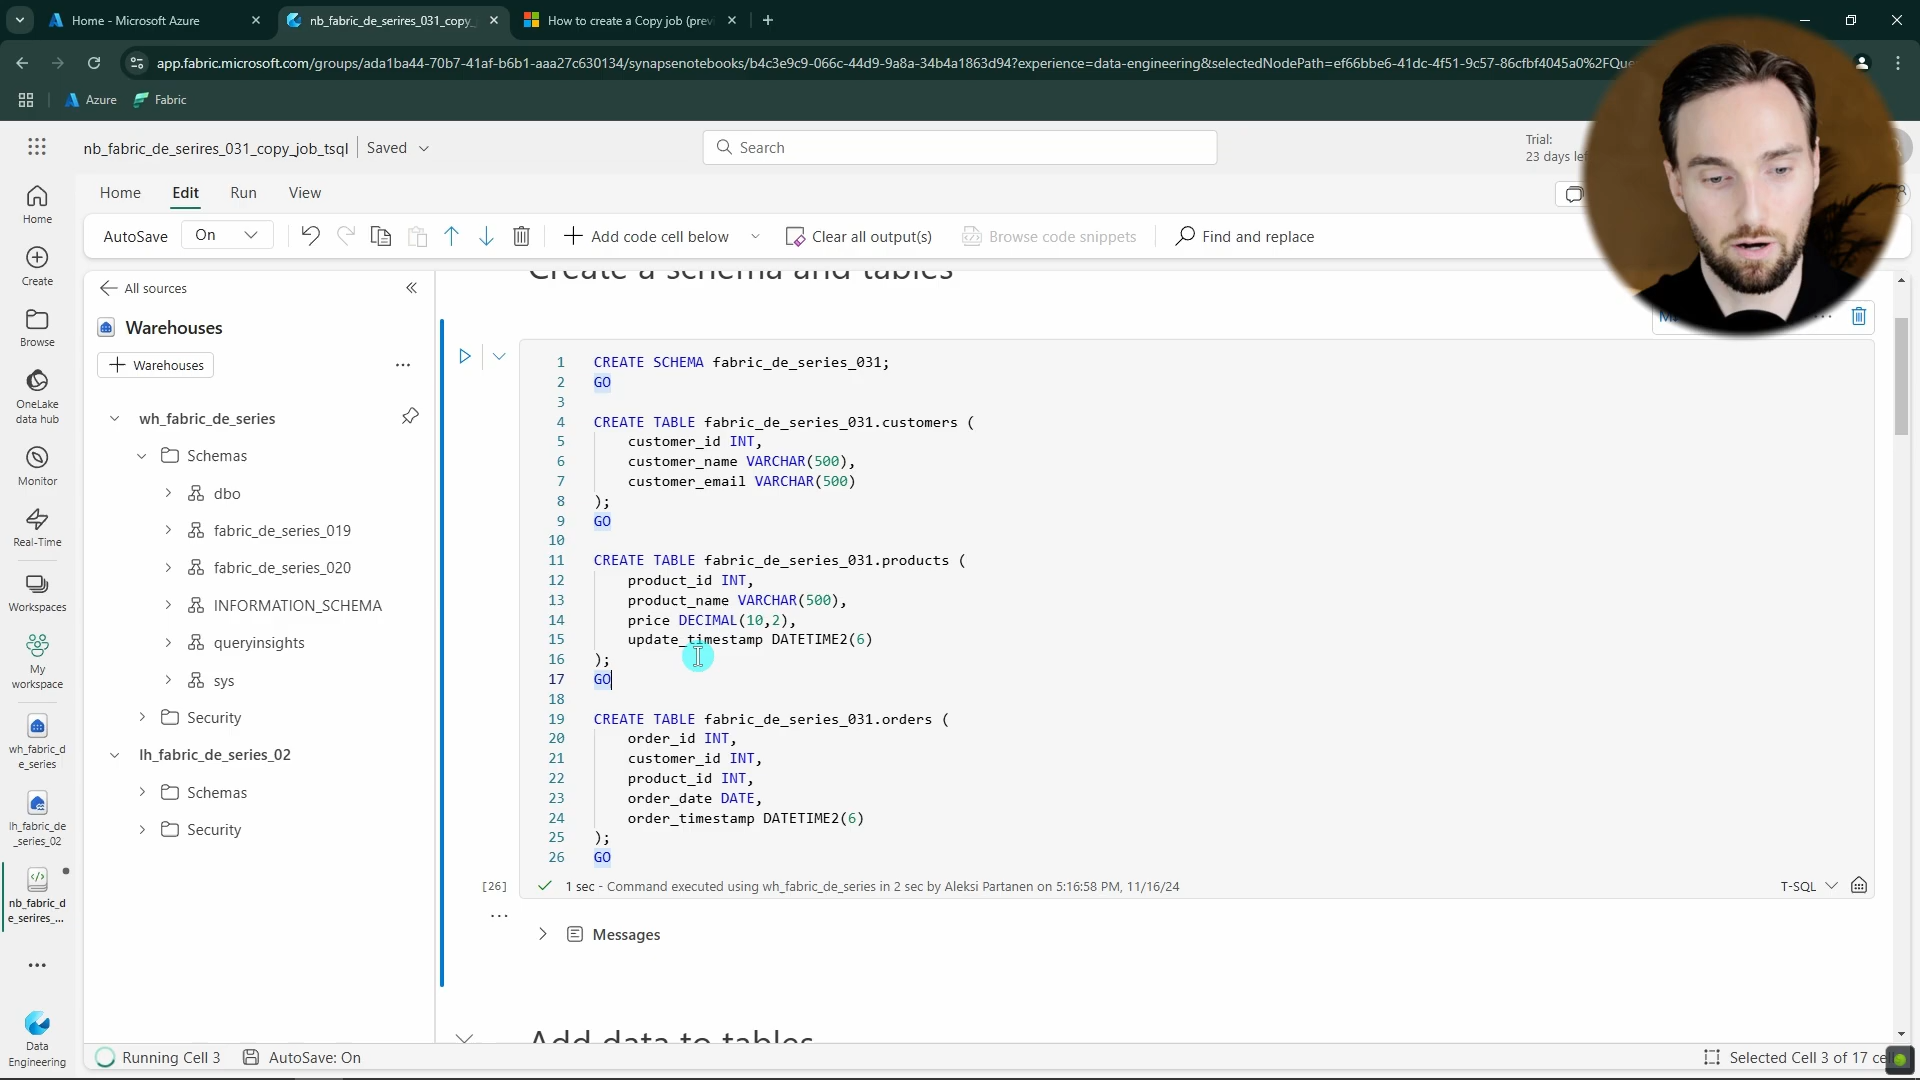 Home - Microsoft Azure
nb_fabric_de_serires_031_copy_
How to create a Copy job (prev
app.fabric.microsoft.com/groups/ada1ba44-70b7-41af-b6b1-aaa27c630134/synapsenotebooks/b4c3e9c9-066c-44d9-9a8a-34b4a1863d94?experience=data-engineering&selectedNodePath=ef66bbe6-41dc-4f51-9c57-86cfbf4045a0%2FQue
Azure
Fabric
nb_fabric_de_serires_031_copy_job_tsql
Saved
Search
Trial:
23 days lef
Home
Edit
Run
View
AutoSave
On
Add code cell below
Clear all output(s)
Browse code snippets
Find and replace
Home
Create
Browse
OneLake
data hub
Monitor
Real-Time
Workspaces
My
workspace
wh_fabric_d
e_series
lh_fabric_de
_series_02
nb_fabric_d
e_serires_...
Data
Engineering
All sources
Warehouses
Warehouses
wh_fabric_de_series
Schemas
dbo
fabric_de_series_019
fabric_de_series_020
INFORMATION_SCHEMA
queryinsights
sys
Security
lh_fabric_de_series_02
Schemas
Security
Create a schema and tables
1 CREATE SCHEMA fabric_de_series_031;
2 GO
3
4 CREATE TABLE fabric_de_series_031.customers (
5 customer_id INT,
6 customer_name VARCHAR(500),
7 customer_email VARCHAR(500)
8 );
9 GO
10
11 CREATE TABLE fabric_de_series_031.products (
12 product_id INT,
13 product_name VARCHAR(500),
14 price DECIMAL(10,2),
15 update_timestamp DATETIME2(6)
16 );
17 GO
18
19 CREATE TABLE fabric_de_series_031.orders (
20 order_id INT,
21 customer_id INT,
22 product_id INT,
23 order_date DATE,
24 order_timestamp DATETIME2(6)
25 );
26 GO
[26]
1 sec - Command executed using wh_fabric_de_series in 2 sec by Aleksi Partanen on 5:16:58 PM, 11/16/24
T-SQL
Messages
Add data to tables
Running Cell 3
AutoSave: On
Selected Cell 3 of 17 cel